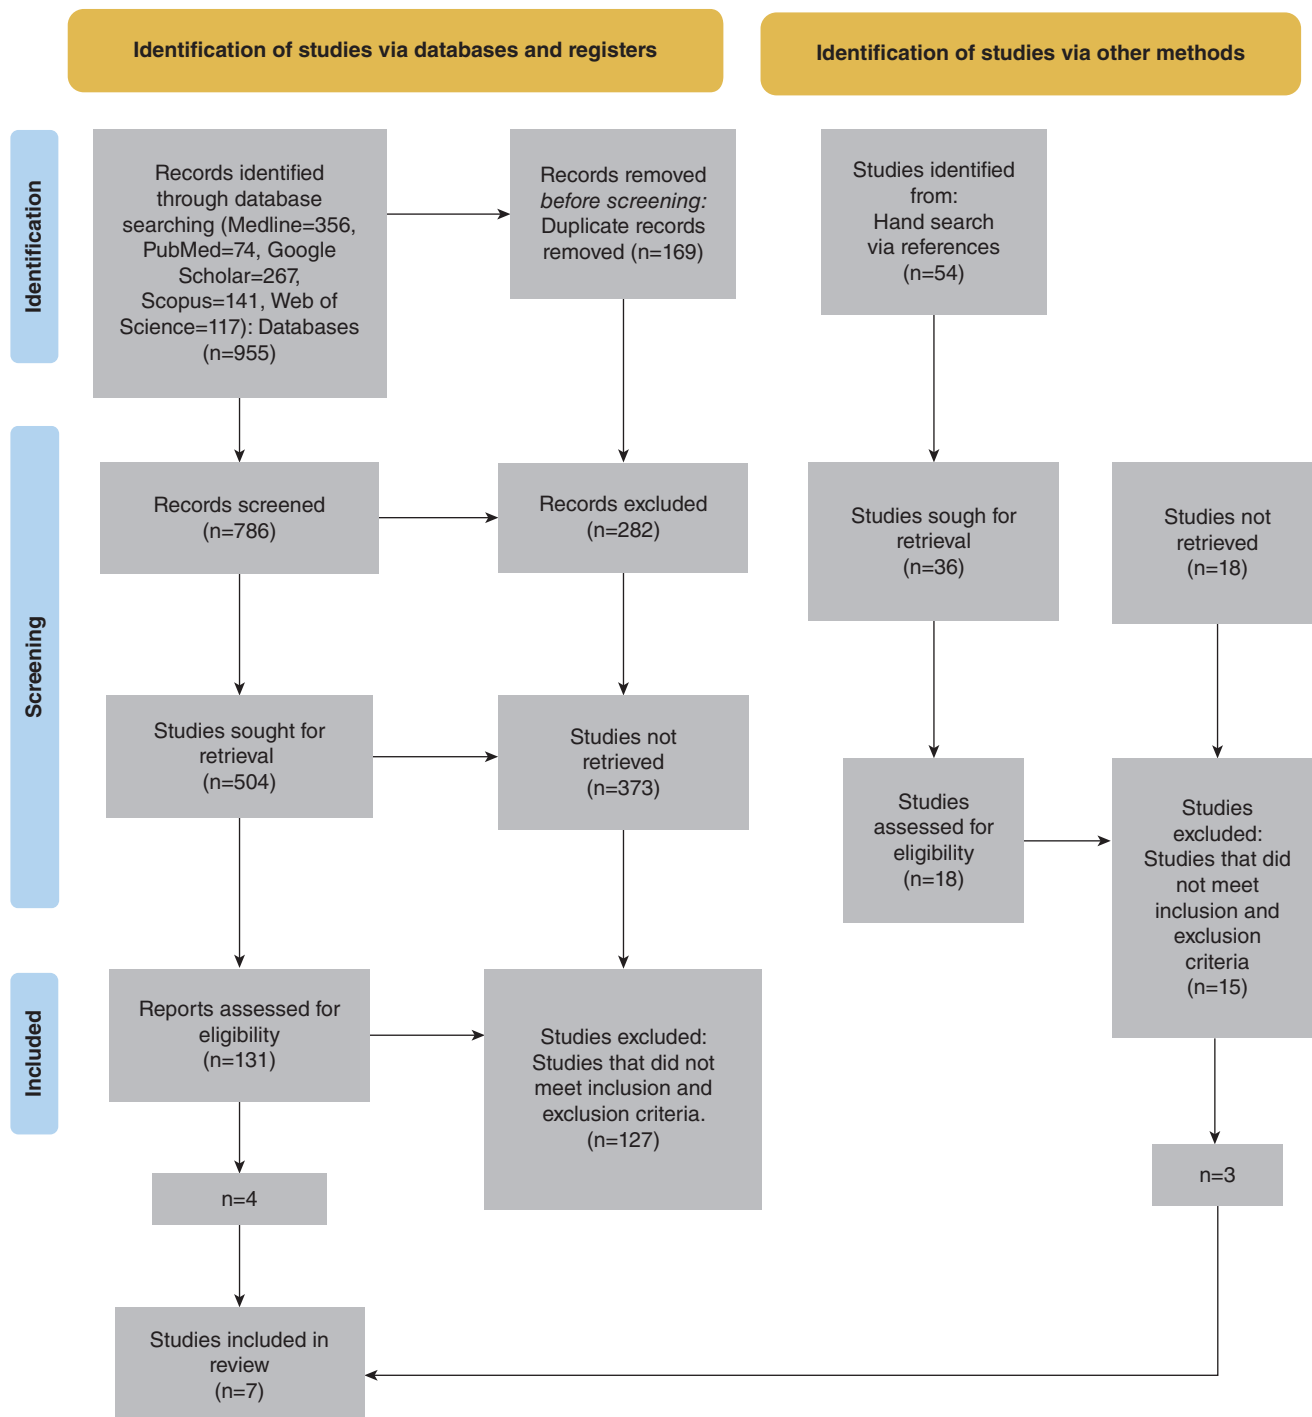 Identification of studies via databases and registers
Identification of studies via other methods
Identification
Records identified
through database
searching (Medline=356,
PubMed=74, Google
Scholar=267,
Scopus=141, Web of
Science=117): Databases
(n=955)
Records removed
before screening:
Duplicate records
removed (n=169)
Studies identified
from:
Hand search
via references
(n=54)
Screening
Records screened
(n=786)
Records excluded
(n=282)
Studies sough for
retrieval
(n=36)
Studies not
retrieved
(n=18)
Studies sought for
retrieval
(n=504)
Studies not
retrieved
(n=373)
Studies
assessed for
eligibility
(n=18)
Studies
excluded:
Studies that did
not meet
inclusion and
exclusion
criteria
(n=15)
Included
Reports assessed for
eligibility
(n=131)
Studies excluded:
Studies that did not
meet inclusion and
exclusion criteria.
(n=127)
n=4
n=3
Studies included in
review
(n=7)